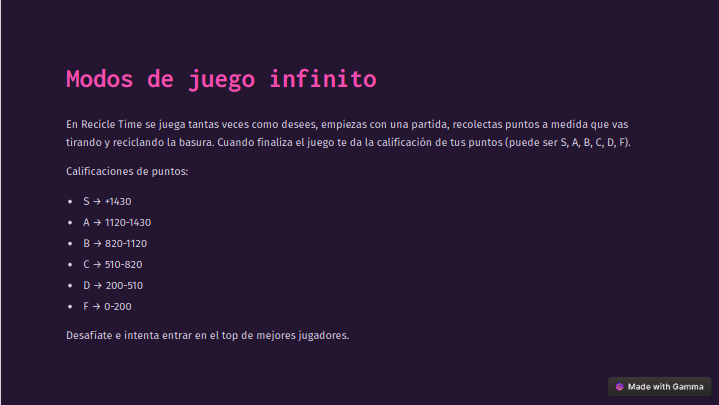 Modos de juego infinito
En Recicle Time se juega tantas veces como desees, empiezas con una partida, recolectas puntos a medida que vas
tirando y reciclando la basura. Cuando finaliza el juego te da la calificación de tus puntos (puede ser S, A, B, C, D, F).
Calificaciones de puntos:
• S → +1430
• A → 1120-1430
• B → 820-1120
• C → 510-820
• D → 200-510
• F → 0-200
Desafíate e intenta entrar en el top de mejores jugadores.
Made with Gamma